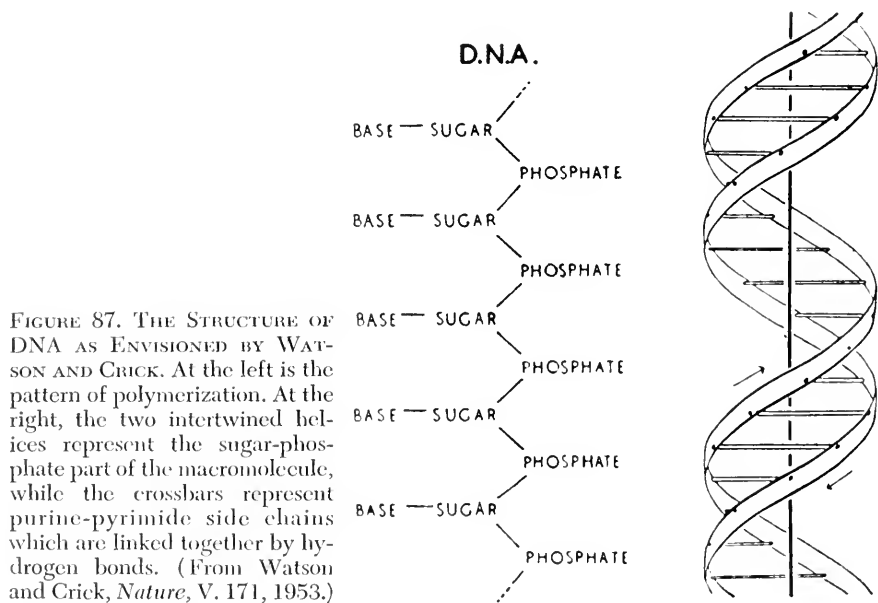 D.N.A.
BASE — SUGAR
PHOSPHATE
BASE — SUGAR
PHOSPHATE
BASE — SUGAR
PHOSPHATE
BASE — SUGAR
PHOSPHATE
BASE — SUGAR
PHOSPHATE
FIGURE 87. THE STRUCTURE OF
DNA AS ENVISIONED BY WAT-
SON AND CRICK. At the left is the
pattern of polymerization. At the
right, the two intertwined hel-
ices represent the sugar-phos-
phate part of the macromolecule,
while the crossbars represent
purine-pyrimide side chains
which are linked together by hy-
drogen bonds. (From Watson
and Crick, Nature, V. 171, 1953.)